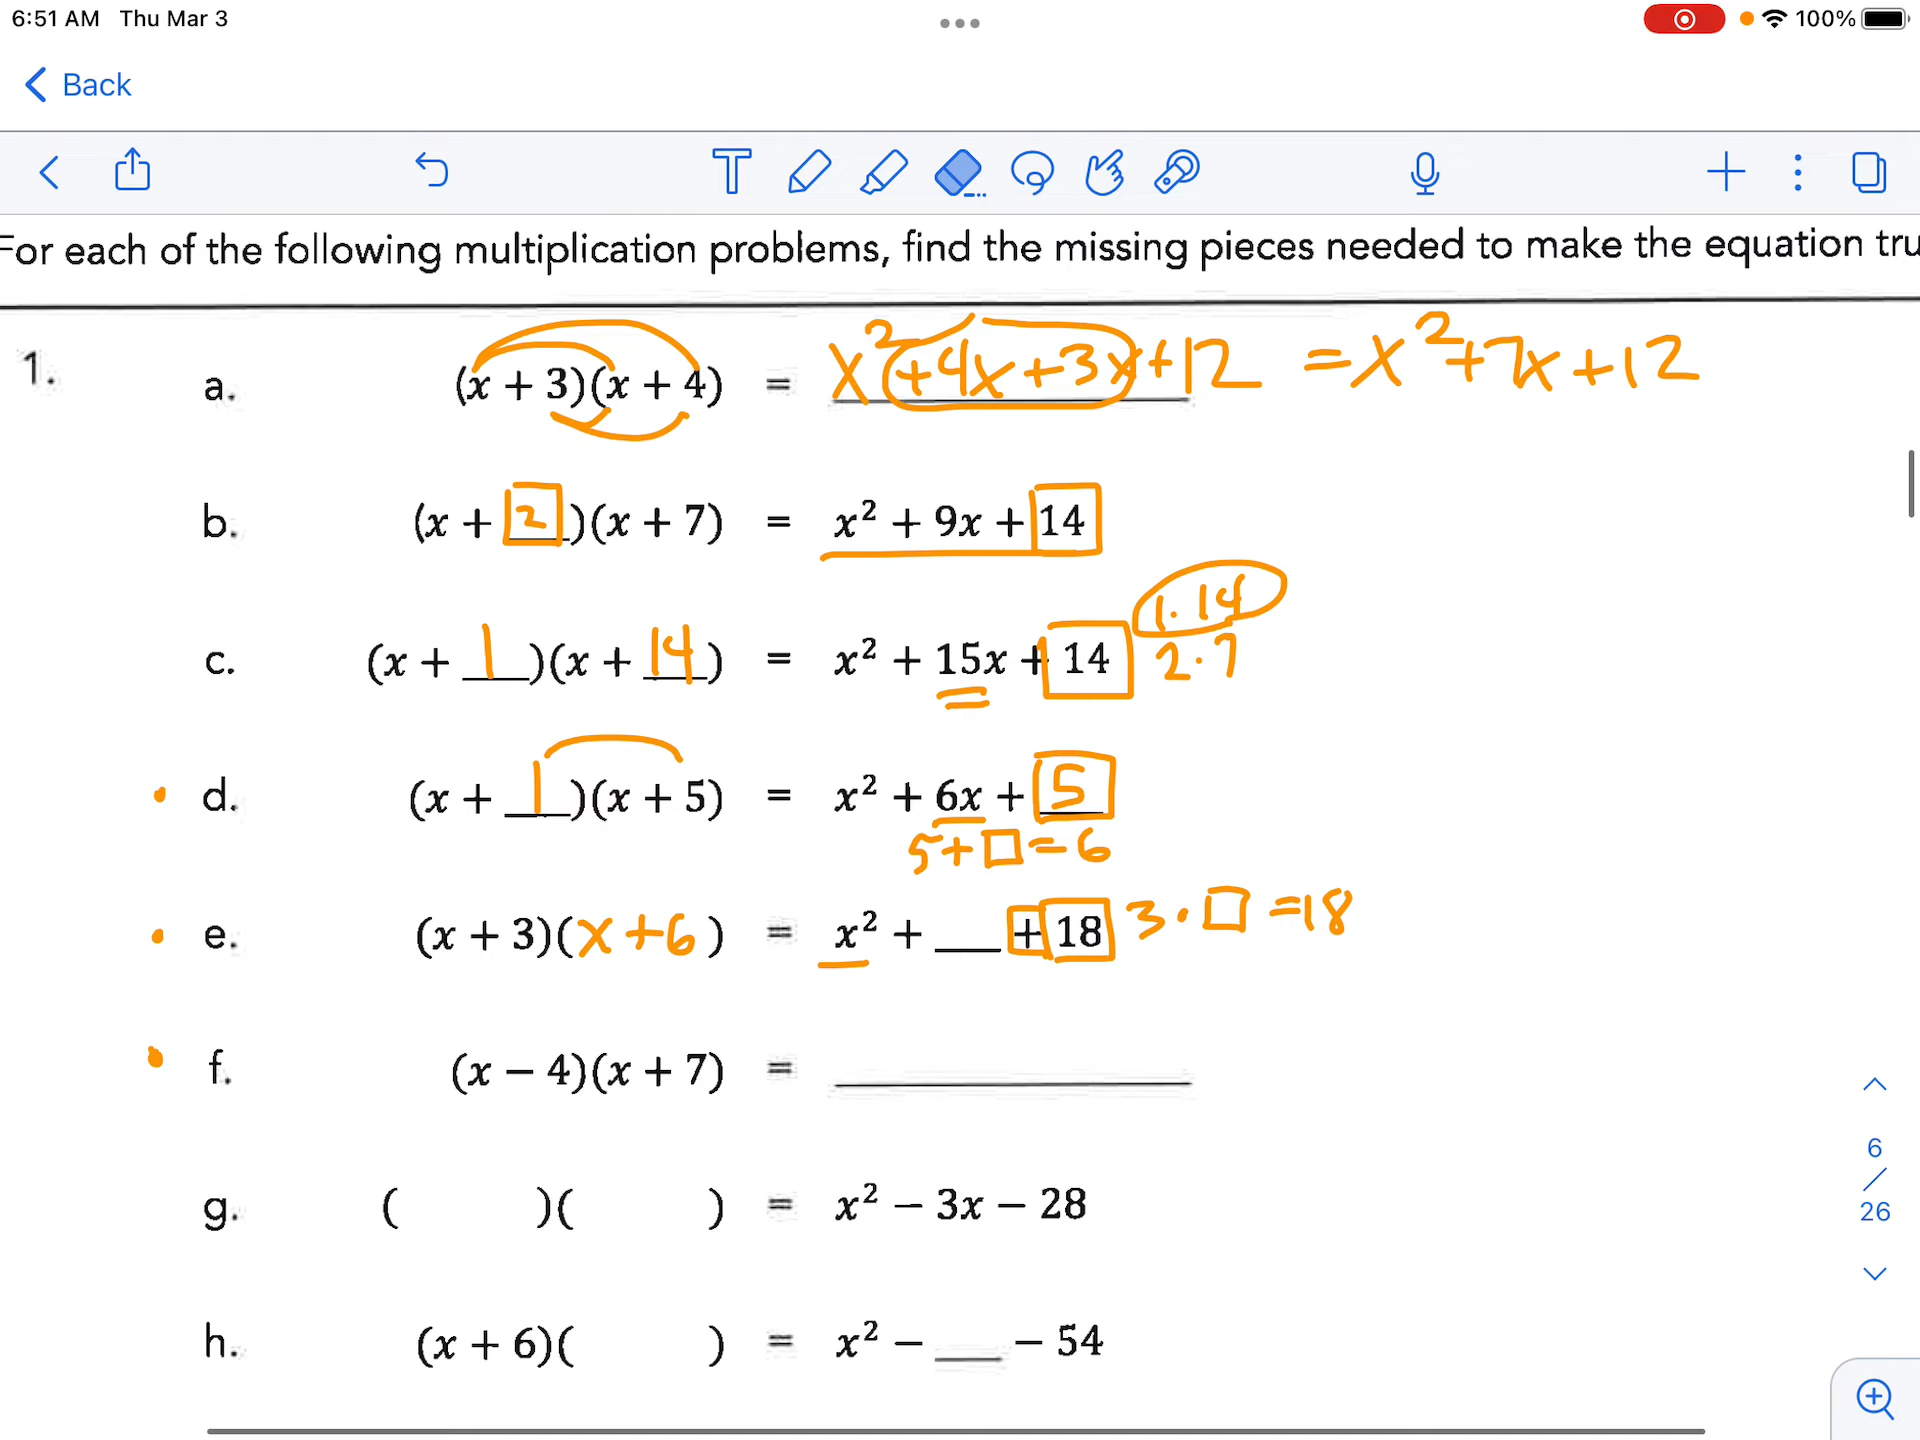 6:51 AM Thu Mar 3
100%
Back
For each of the following multiplication problems, find the missing pieces needed to make the equation tru
1.
a. (x + 3)(x + 4) = x² + 4x + 3x + 12 = x² + 7x + 12
b. (x + 2)(x + 7) = x² + 9x + 14
1 · 14
c. (x + 1)(x + 14) = x² + 15x + 14 2 · 7
d. (x + 1)(x + 5) = x² + 6x + 5
5 + □ = 6
e. (x + 3)(x + 6) = x² + ___ + 18 3 · □ = 18
f. (x − 4)(x + 7) = ___
g. ( )( ) = x² − 3x − 28
h. (x + 6)( ) = x² − ___ − 54
6
/
26